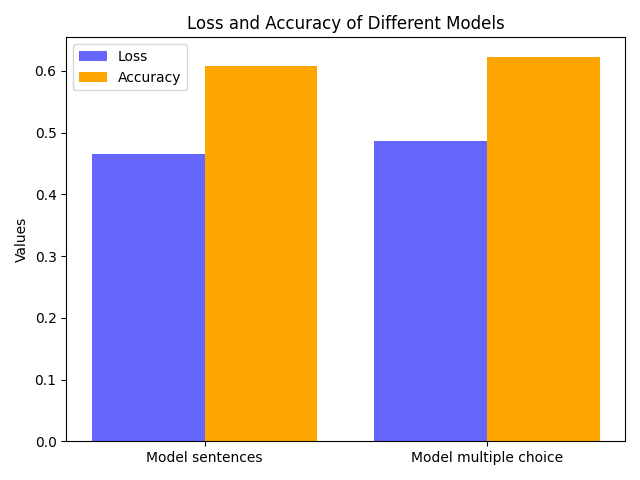 Loss and Accuracy of Different Models
Loss
Accuracy
Values
0.6
0.5
0.4
0.3
0.2
0.1
0.0
Model sentences
Model multiple choice